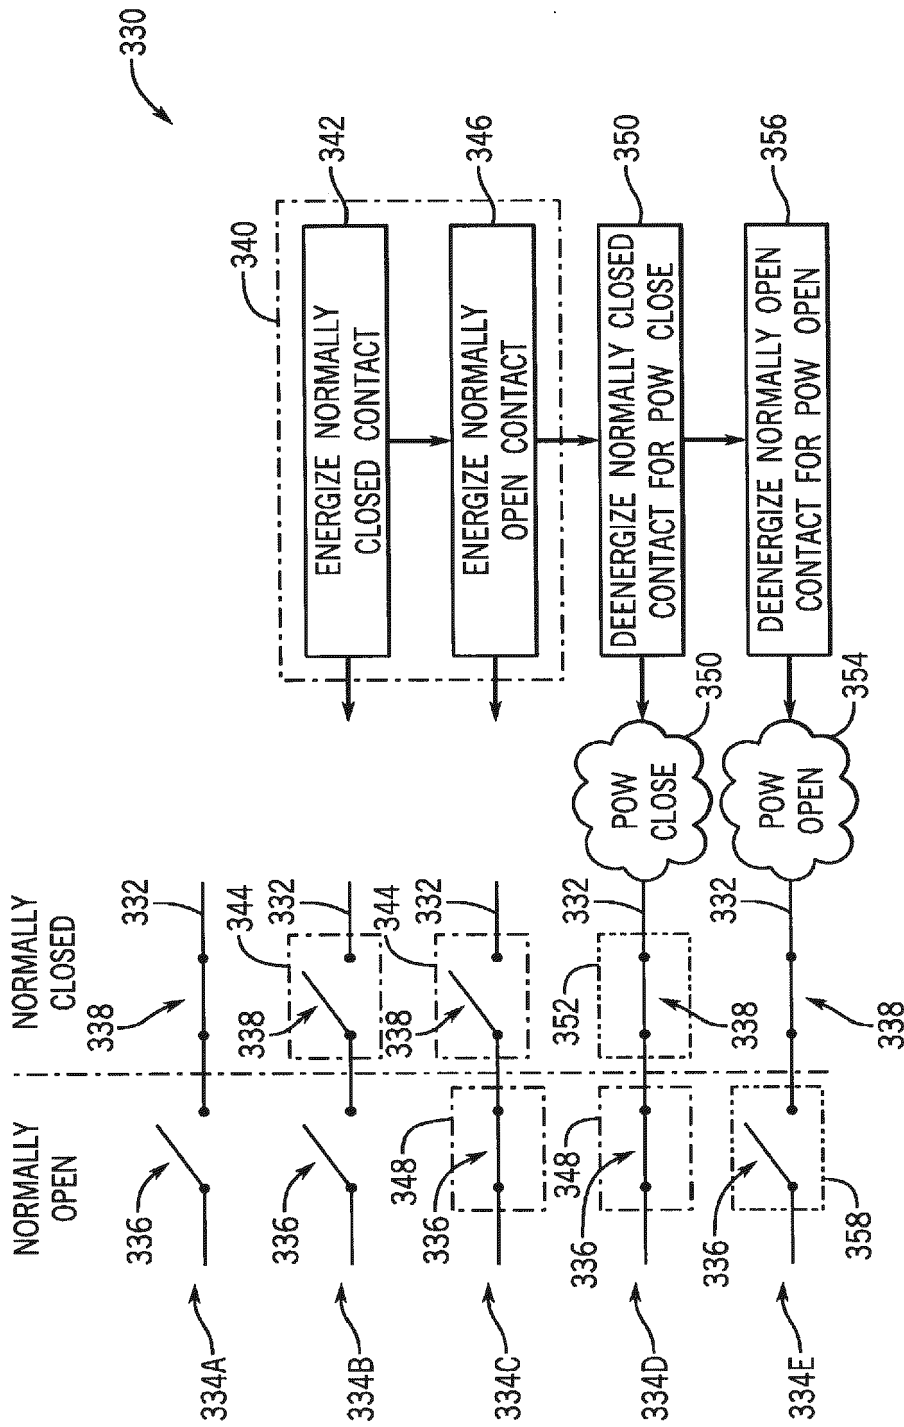 330
NORMALLY
OPEN
NORMALLY
CLOSED
334A
336
338
332
334B
336
338
344
332
340
342
ENERGIZE NORMALLY
CLOSED CONTACT
334C
348
336
338
344
332
346
ENERGIZE NORMALLY
OPEN CONTACT
334D
348
336
352
338
332
POW
CLOSE
350
DEENERGIZE NORMALLY CLOSED
CONTACT FOR POW CLOSE
350
334E
336
358
338
332
POW
OPEN
354
DEENERGIZE NORMALLY OPEN
CONTACT FOR POW OPEN
356